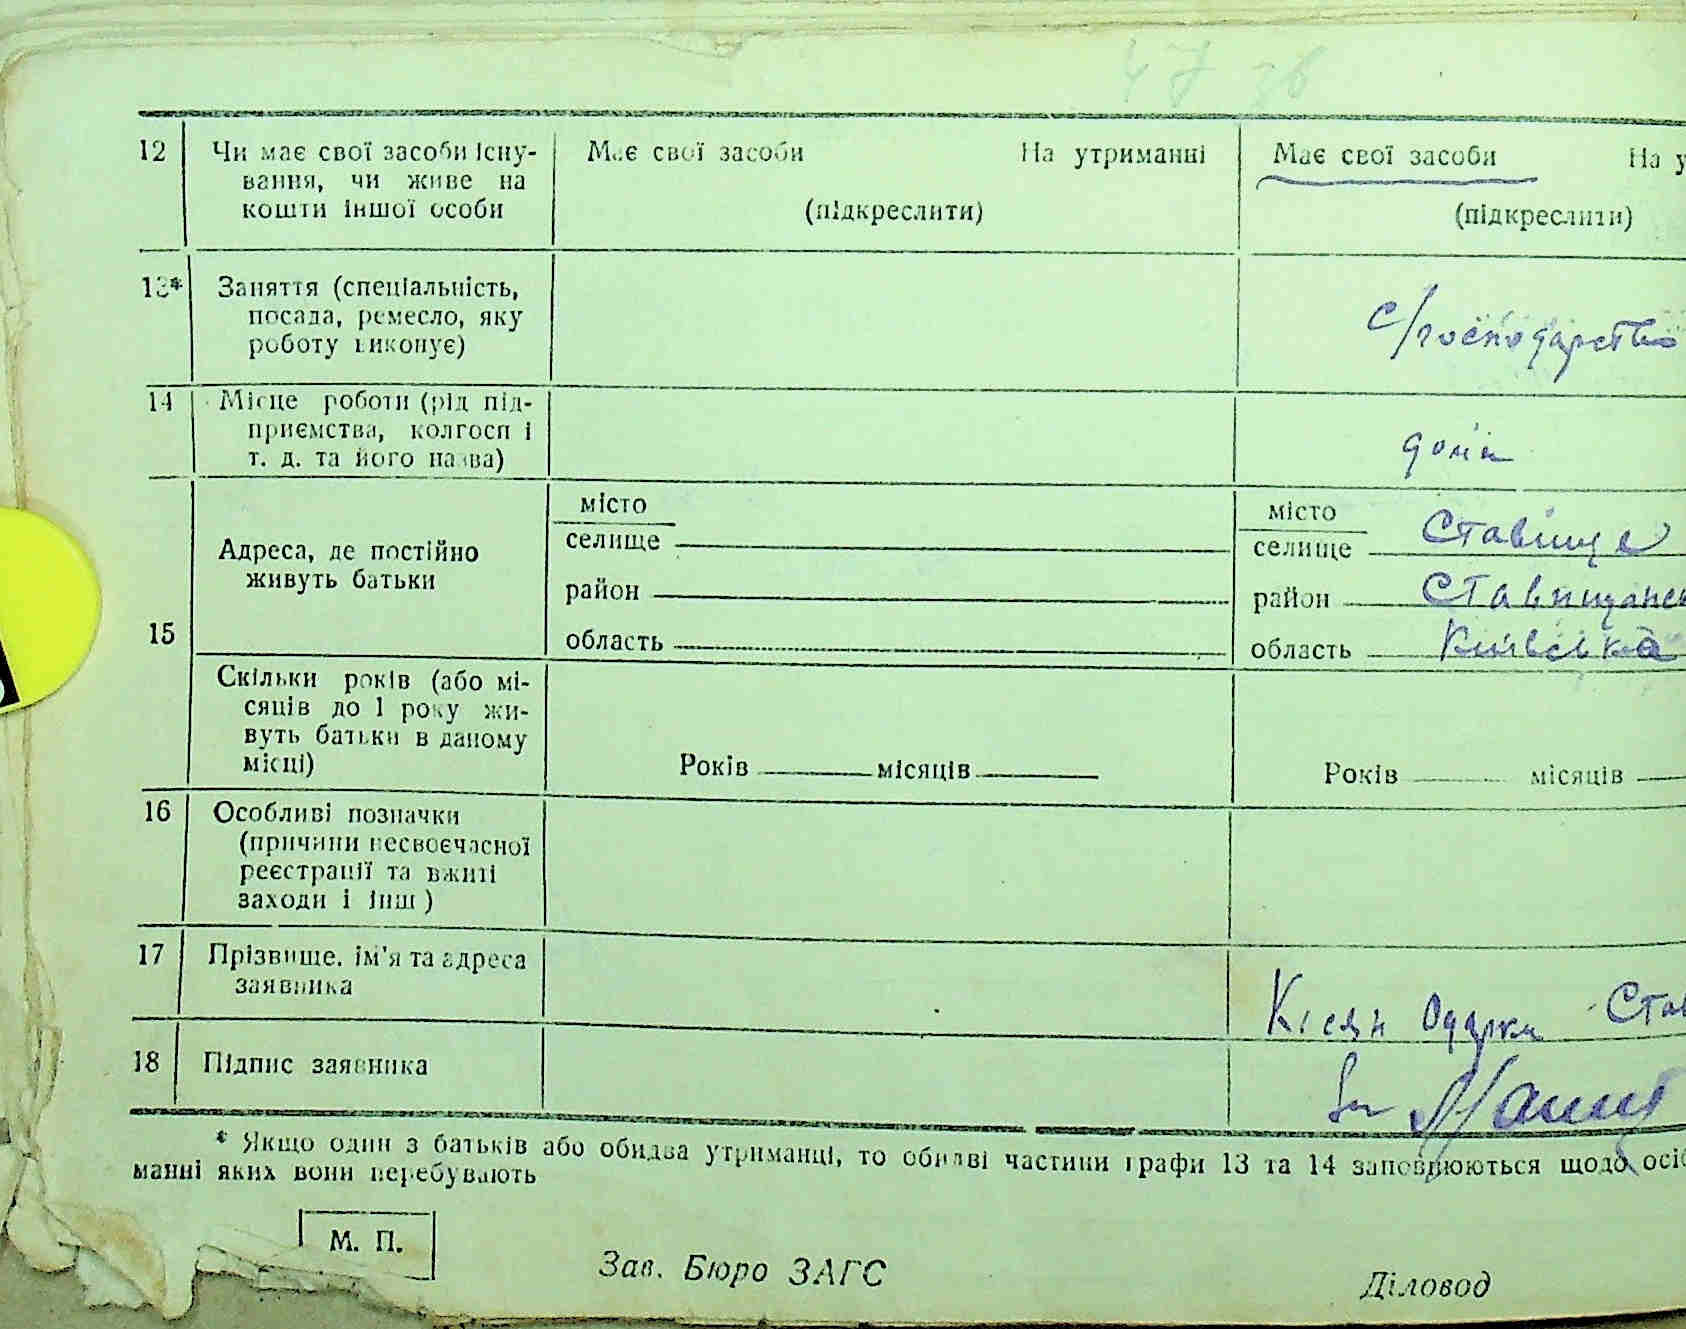 47 зв
12 Чи має свої засоби існу- Має свої засоби На утриманні Має свої засоби На у
вання, чи живе на
кошти іншої особи (підкреслити) (підкреслити)
13* Заняття (спеціальність,
посада, ремесло, яку с/господарство
роботу виконує)
14 Місце роботи (рід під-
приємства, колгосп і дома
т. д. та його назва)
місто місто
Адреса, де постійно селище селище Ставище
живуть батьки район район Ставищансь
15 область область Київська
Скільки років (або мі-
сяців до 1 року жи-
вуть батьки в даному
місці) Років місяців Років місяців
16 Особливі позначки
(причини несвоєчасної
реєстрації та вжиті
заходи і інш)
17 Прізвище. ім'я та адреса
заявника Кісян Одарка Став
18 Підпис заявника
* Якщо один з батьків або обидва утриманці, то обидві частини графи 13 та 14 заповнюються щодо осіб
манні яких вони перебувають
М. П.
Зав. Бюро ЗАГС Діловод